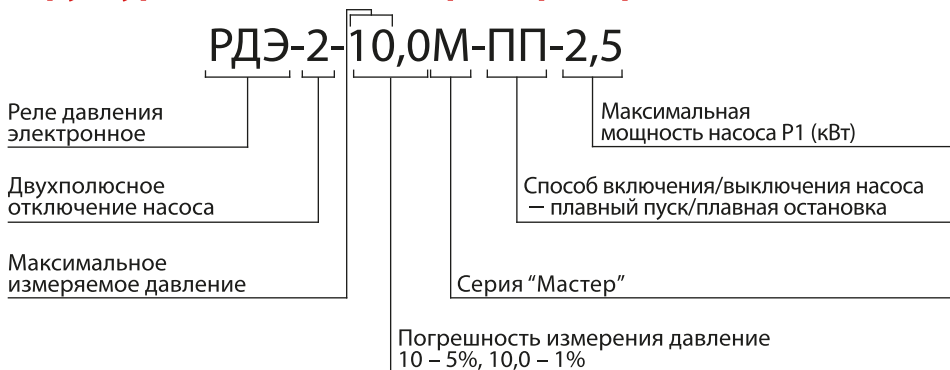 РДЭ-2-10,0М-ПП-2,5
Реле давления
электронное
Максимальная
мощность насоса P1 (кВт)
Двухполюсное
отключение насоса
Способ включения/выключения насоса
– плавный пуск/плавная остановка
Максимальное
измеряемое давление
Серия “Мастер”
Погрешность измерения давление
10 – 5%, 10,0 – 1%